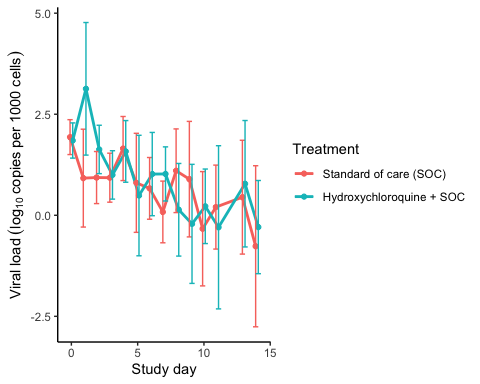 5.0
2.5
0.0
-2.5
Viral load (log₁₀ copies per 1000 cells)
0
5
10
15
Study day
Treatment
Standard of care (SOC)
Hydroxychloroquine + SOC